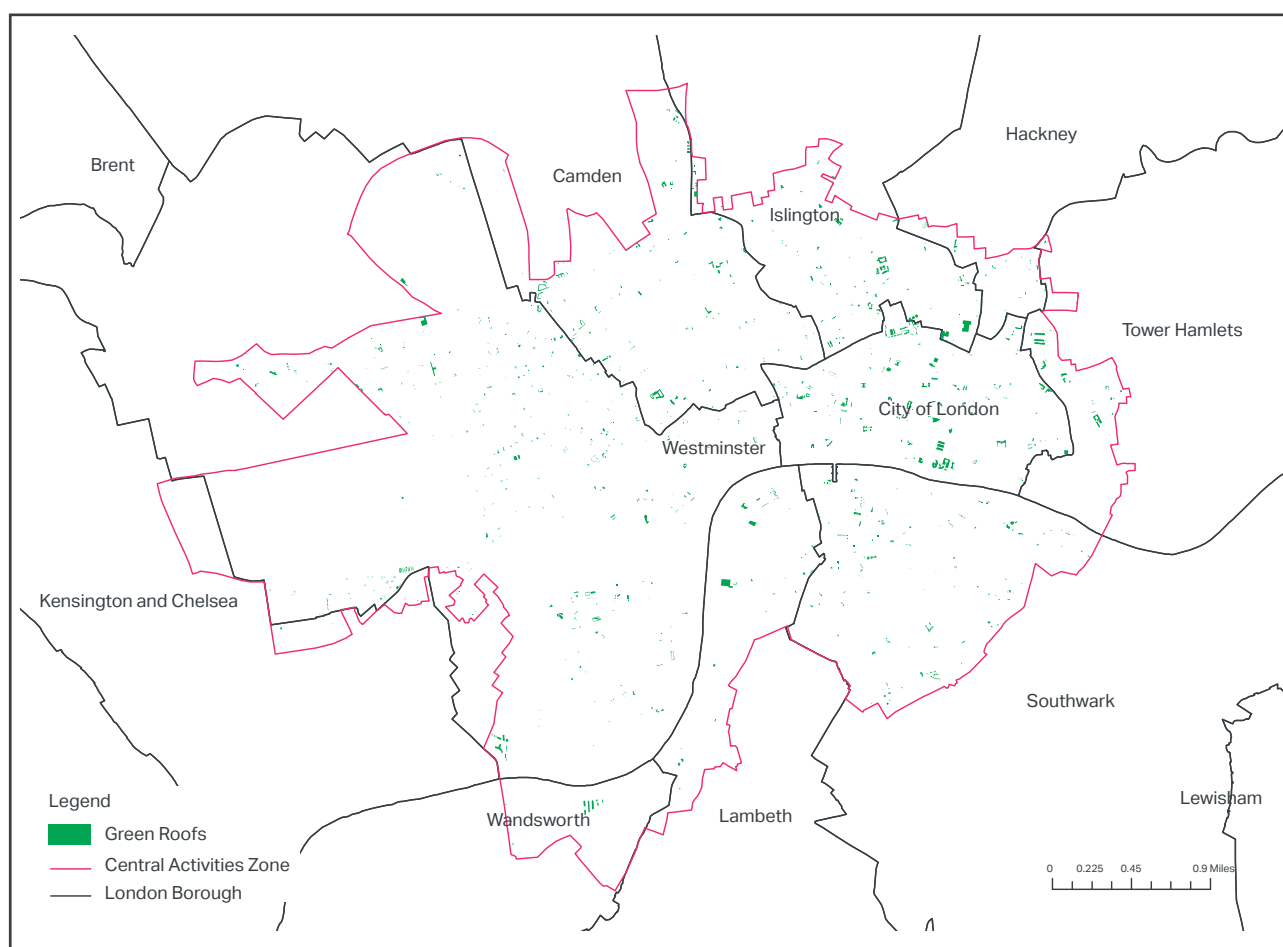 Hackney
Brent
Camden
Islington
Tower Hamlets
City of London
Westminster
Kensington and Chelsea
Southwark
Legend
Lewisham
Lambeth
Wandsworth
Green Roofs
Central Activities Zone
0 0.225 0.45 0.9 Miles
London Borough